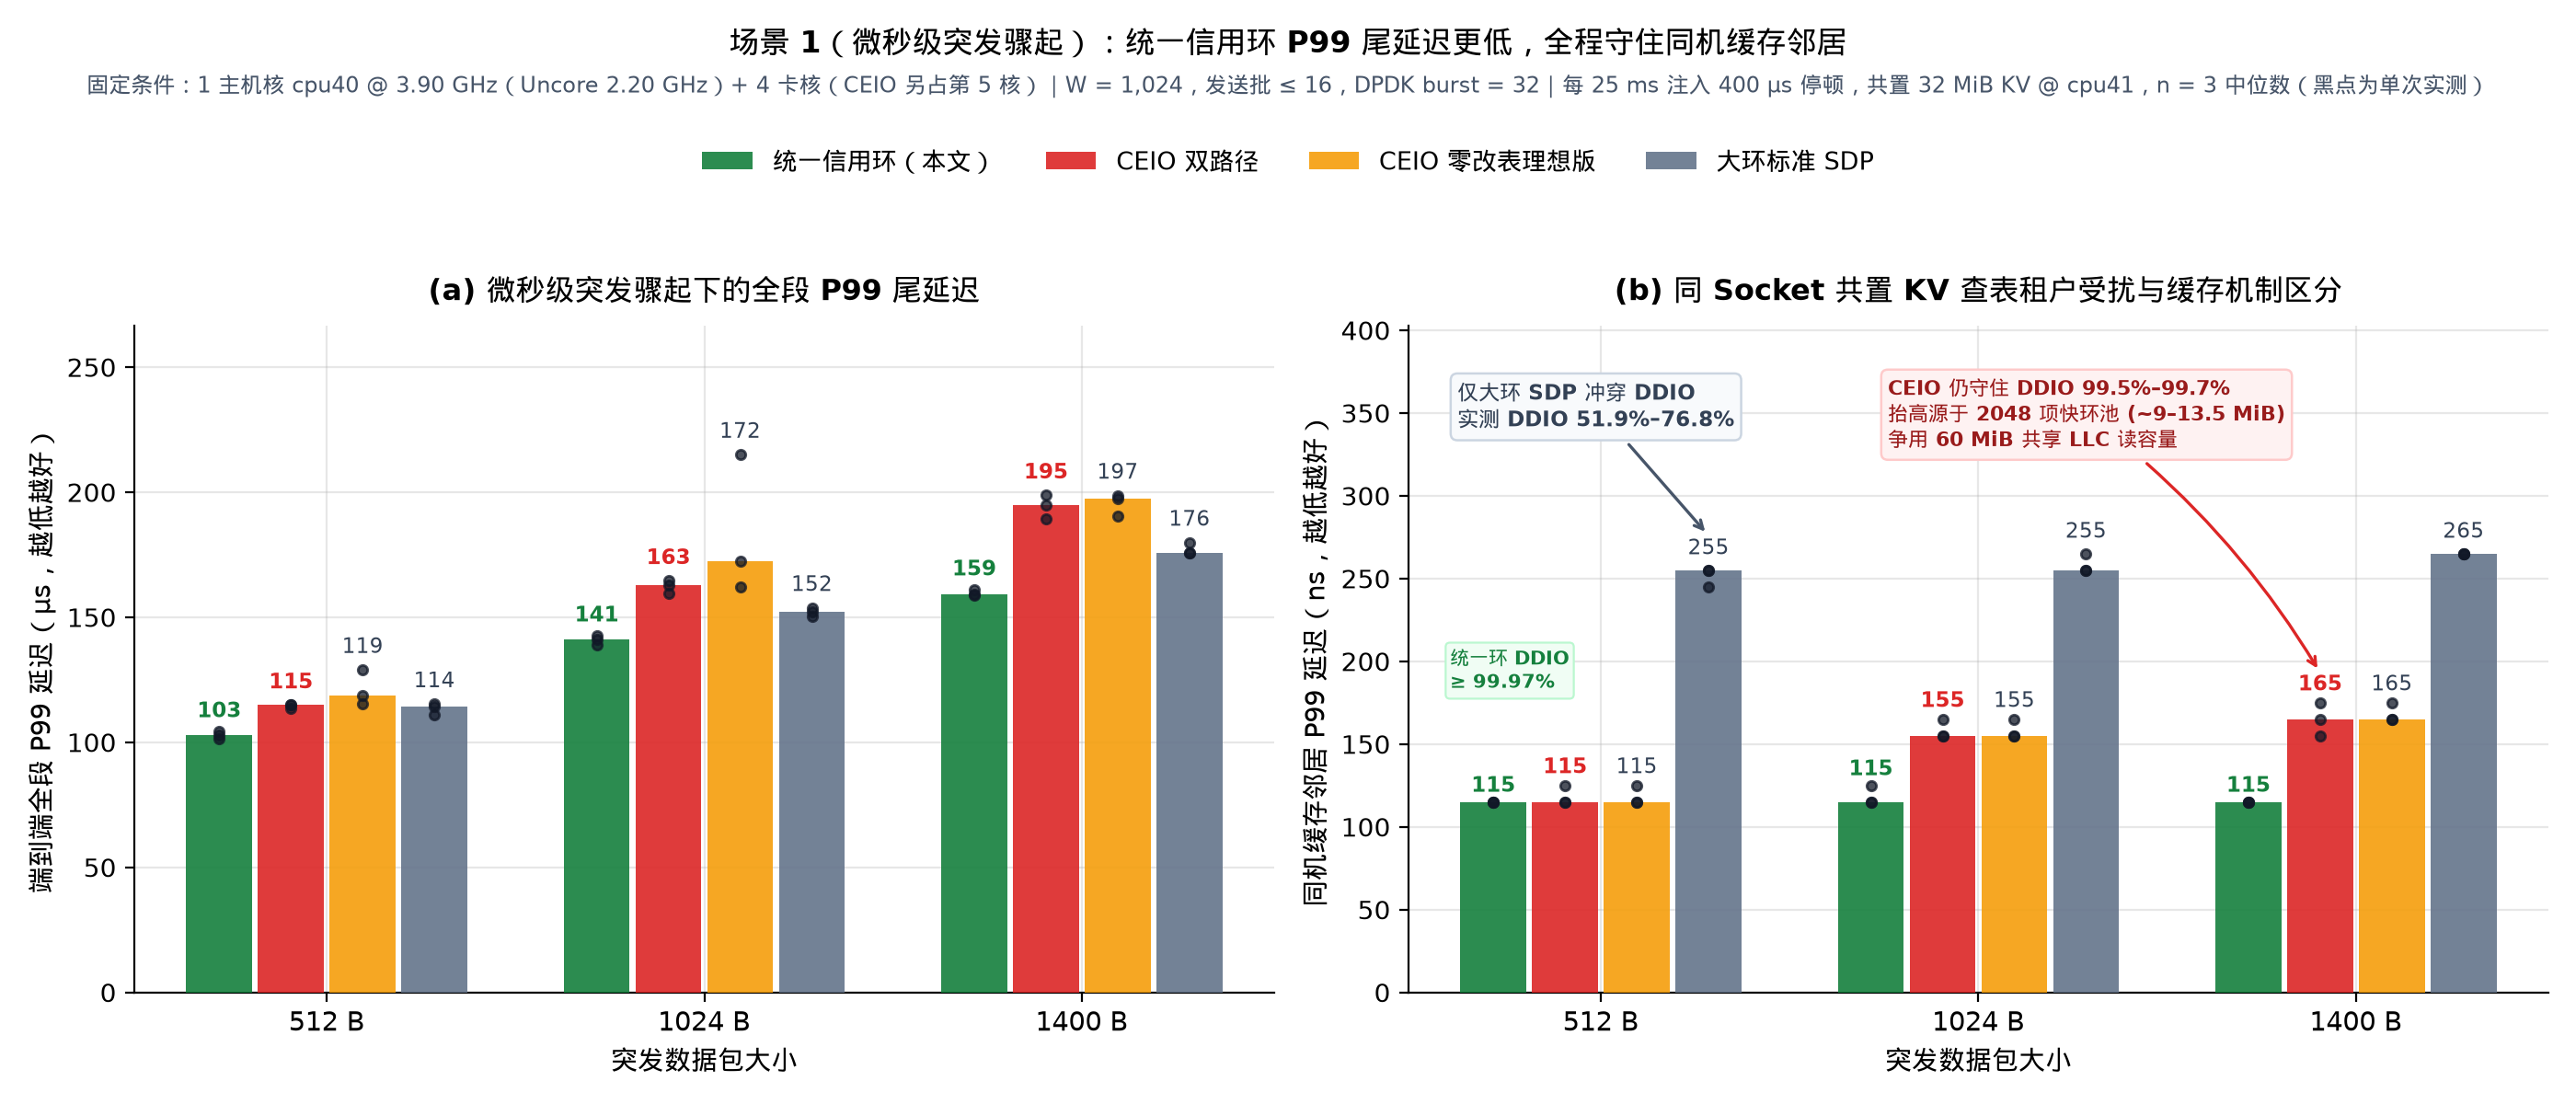 场景 1（微秒级突发骤起）：统一信用环 P99 尾延迟更低，全程守住同机缓存邻居
固定条件：1 主机核 cpu40 @ 3.90 GHz（Uncore 2.20 GHz）+ 4 卡核（CEIO 另占第 5 核）| W = 1,024，发送批 ≤ 16，DPDK burst = 32 | 每 25 ms 注入 400 μs 停顿，共置 32 MiB KV @ cpu41，n = 3 中位数（黑点为单次实测）
统一信用环（本文）
CEIO 双路径
CEIO 零改表理想版
大环标准 SDP
(a) 微秒级突发骤起下的全段 P99 尾延迟
端到端全段 P99 延迟（μs，越低越好）
250
200
150
100
50
0
103
115
119
114
141
163
172
152
159
195
197
176
512 B
1024 B
1400 B
突发数据包大小
(b) 同 Socket 共置 KV 查表租户受扰与缓存机制区分
同机缓存邻居 P99 延迟（ns，越低越好）
400
350
300
250
200
150
100
50
0
仅大环 SDP 冲穿 DDIO
实测 DDIO 51.9%–76.8%
CEIO 仍守住 DDIO 99.5%–99.7%
抬高源于 2048 项快环池 (~9–13.5 MiB)
争用 60 MiB 共享 LLC 读容量
统一环 DDIO
≥ 99.97%
115
115
115
255
115
155
155
255
115
165
165
265
512 B
1024 B
1400 B
突发数据包大小